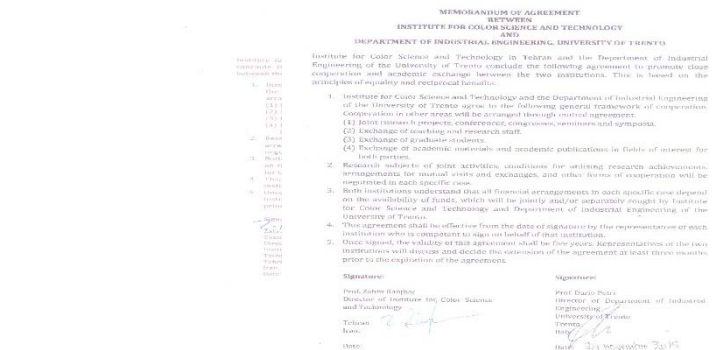 MEMORANDUM OF AGREEMENT
BETWEEN
INSTITUTE FOR COLOR SCIENCE AND TECHNOLOGY
AND
DEPARTMENT OF INDUSTRIAL ENGINEERING, UNIVERSITY OF TRENTO
Institute for Color Science and Technology in Tehran and the Department of Industrial
Engineering of the University of Trento conclude the following agreement to promote close
cooperation and academic exchange between the two institutions. This is based on the
principles of equality and reciprocal benefits.
1. Institute for Color Science and Technology and the Department of Industrial Engineering
of the University of Trento agree to the following general framework of cooperation.
Cooperation in other areas will be arranged through mutual agreement.
(1) Joint research projects, conferences, congresses, seminars and symposia.
(2) Exchange of teaching and research staff.
(3) Exchange of graduate students.
(4) Exchange of academic materials and academic publications in fields of interest for
both parties.
2. Research subjects of joint activities, conditions for utilizing research achievements,
arrangements for mutual visits and exchanges, and other forms of cooperation will be
negotiated in each specific case.
3. Both institutions understand that all financial arrangements in each specific case depend
on the availability of funds, which will be jointly and/or separately sought by Institute
for Color Science and Technology and Department of Industrial Engineering of the
University of Trento.
4. This agreement shall be effective from the date of signature by the representative of each
institution who is competent to sign on behalf of that institution.
5. Once signed, the validity of this agreement shall be five years. Representatives of the two
institutions will discuss and decide the extension of the agreement at least three months
prior to the expiration of the agreement.
Signature:
Prof.
Director of Institute for Color Science
and Technology
Tehran
Iran.
Date:
Signature:
Prof Dario Petri
Director of Department of Industrial
Engineering
University of Trento
Trento
Italy
Date: 2015